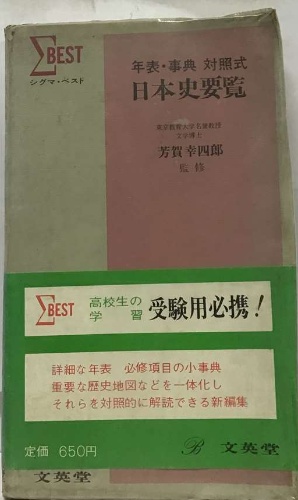 ΣBEST
シグマ・ベスト
年表・事典 対照式
日本史要覧
東京教育大学名誉教授
文学博士
芳賀幸四郎
監修
ΣBEST
高校生の
学習
受験用必携!
詳細な年表 必修項目の小事典
重要な歴史地図などを一体化し
それらを対照的に解読できる新編集
定価 650円
B 文英堂
文英堂